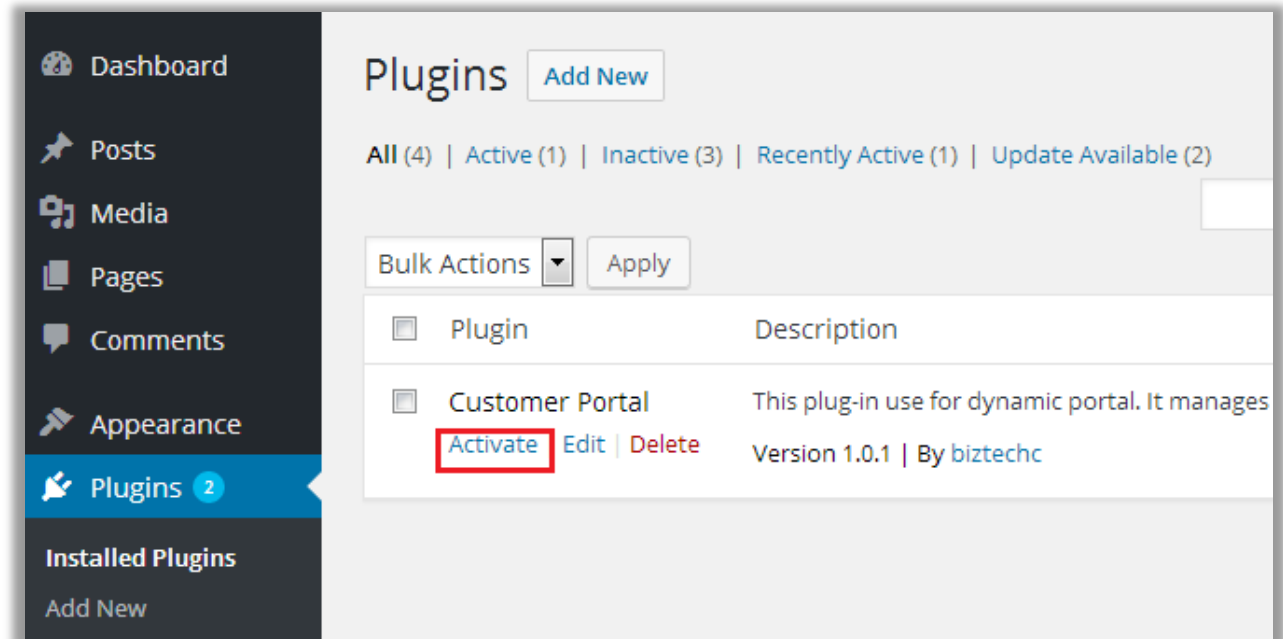 Dashboard
Posts
Media
Pages
Comments
Appearance
Plugins 2
Installed Plugins
Add New
Plugins Add New
All (4) | Active (1) | Inactive (3) | Recently Active (1) | Update Available (2)
Bulk Actions Apply
Plugin Description
Customer Portal This plug-in use for dynamic portal. It manages
Activate Edit | Delete Version 1.0.1 | By biztechc